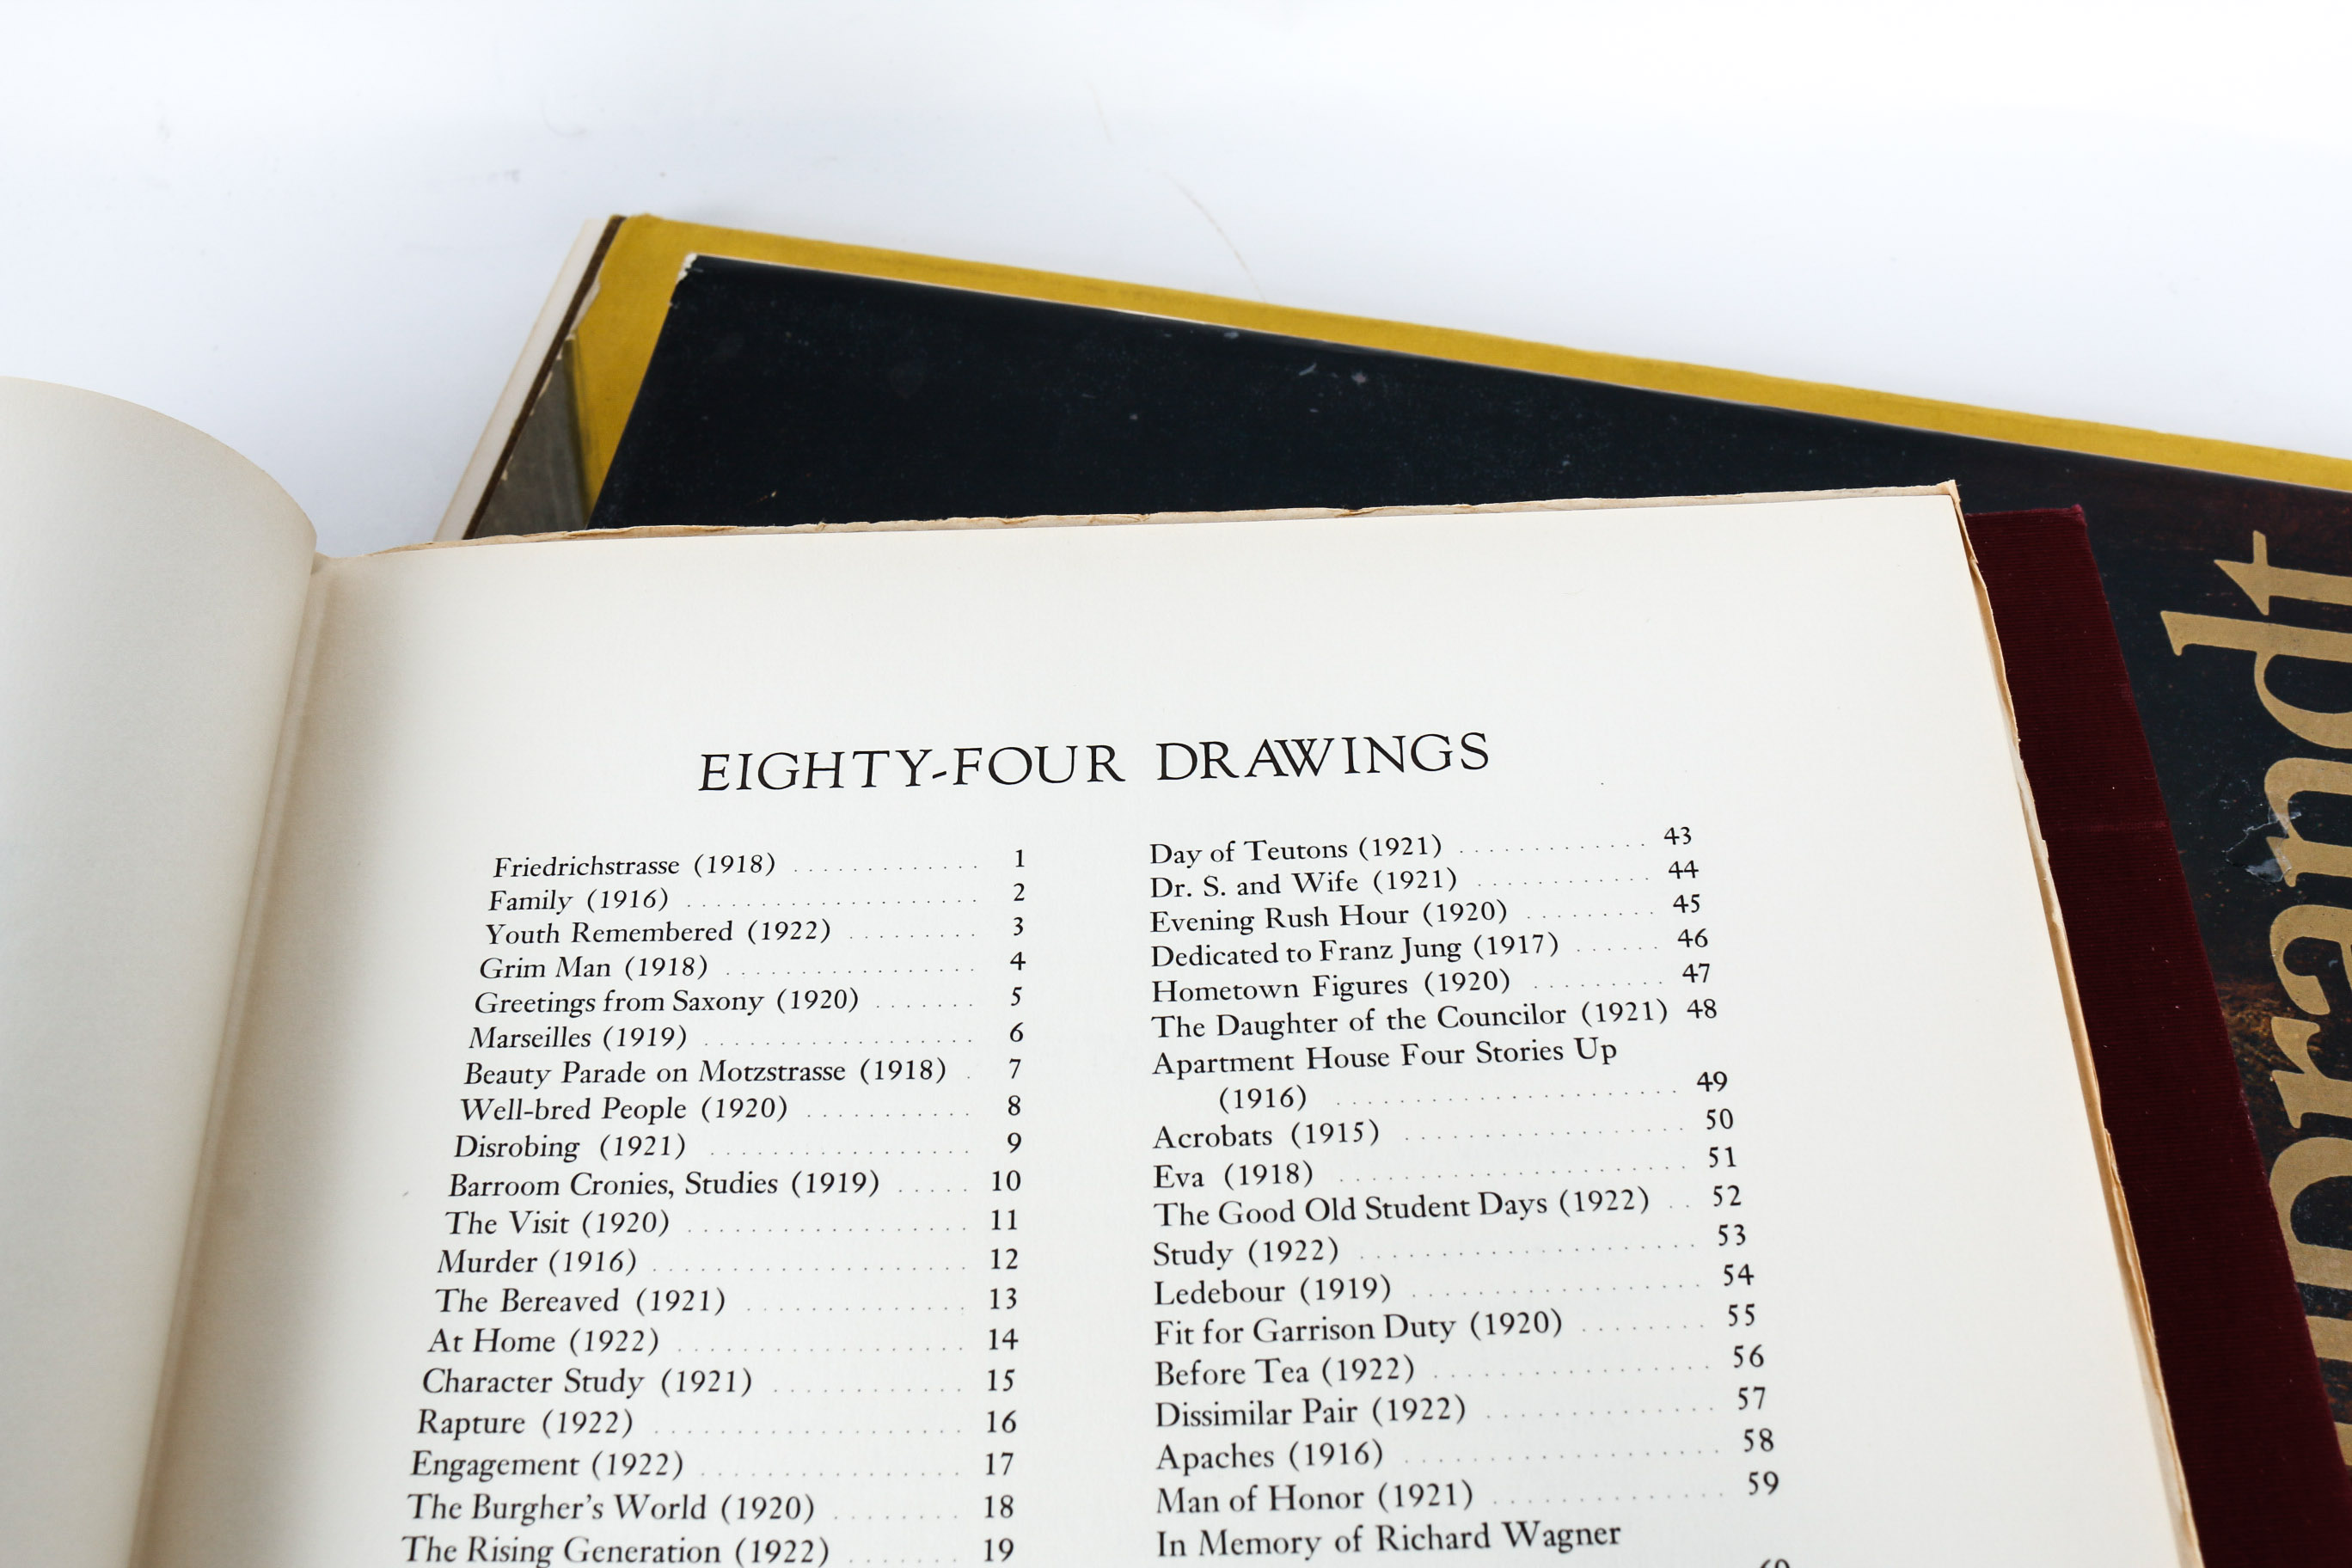 EIGHTY-FOUR DRAWINGS
Friedrichstrasse (1918) . . . . . . . . . . . . . 1
Family (1916) . . . . . . . . . . . . . . . . . . . . 2
Youth Remembered (1922) . . . . . . . . . 3
Grim Man (1918) . . . . . . . . . . . . . . . . . 4
Greetings from Saxony (1920) . . . . . . . 5
Marseilles (1919) . . . . . . . . . . . . . . . . . . 6
Beauty Parade on Motzstrasse (1918) . 7
Well-bred People (1920) . . . . . . . . . . . 8
Disrobing (1921) . . . . . . . . . . . . . . . . . 9
Barroom Cronies, Studies (1919) . . . . . 10
The Visit (1920) . . . . . . . . . . . . . . . . . . 11
Murder (1916) . . . . . . . . . . . . . . . . . . . . 12
The Bereaved (1921) . . . . . . . . . . . . . . 13
At Home (1922) . . . . . . . . . . . . . . . . . . 14
Character Study (1921) . . . . . . . . . . . . 15
Rapture (1922) . . . . . . . . . . . . . . . . . . . 16
Engagement (1922) . . . . . . . . . . . . . . . . 17
The Burgher's World (1920) . . . . . . . . 18
The Rising Generation (1922) . . . . . . . 19
Day of Teutons (1921) . . . . . . . . . . . . . 43
Dr. S. and Wife (1921) . . . . . . . . . . . . 44
Evening Rush Hour (1920) . . . . . . . . . 45
Dedicated to Franz Jung (1917) . . . . . . 46
Hometown Figures (1920) . . . . . . . . . . 47
The Daughter of the Councilor (1921) 48
Apartment House Four Stories Up
(1916) . . . . . . . . . . . . . . . . . . . . . . 49
Acrobats (1915) . . . . . . . . . . . . . . . . . . 50
Eva (1918) . . . . . . . . . . . . . . . . . . . . . . 51
The Good Old Student Days (1922) . . 52
Study (1922) . . . . . . . . . . . . . . . . . . . . . 53
Ledebour (1919) . . . . . . . . . . . . . . . . . . 54
Fit for Garrison Duty (1920) . . . . . . . . 55
Before Tea (1922) . . . . . . . . . . . . . . . . . 56
Dissimilar Pair (1922) . . . . . . . . . . . . . . 57
Apaches (1916) . . . . . . . . . . . . . . . . . . . 58
Man of Honor (1921) . . . . . . . . . . . . . . 59
In Memory of Richard Wagner